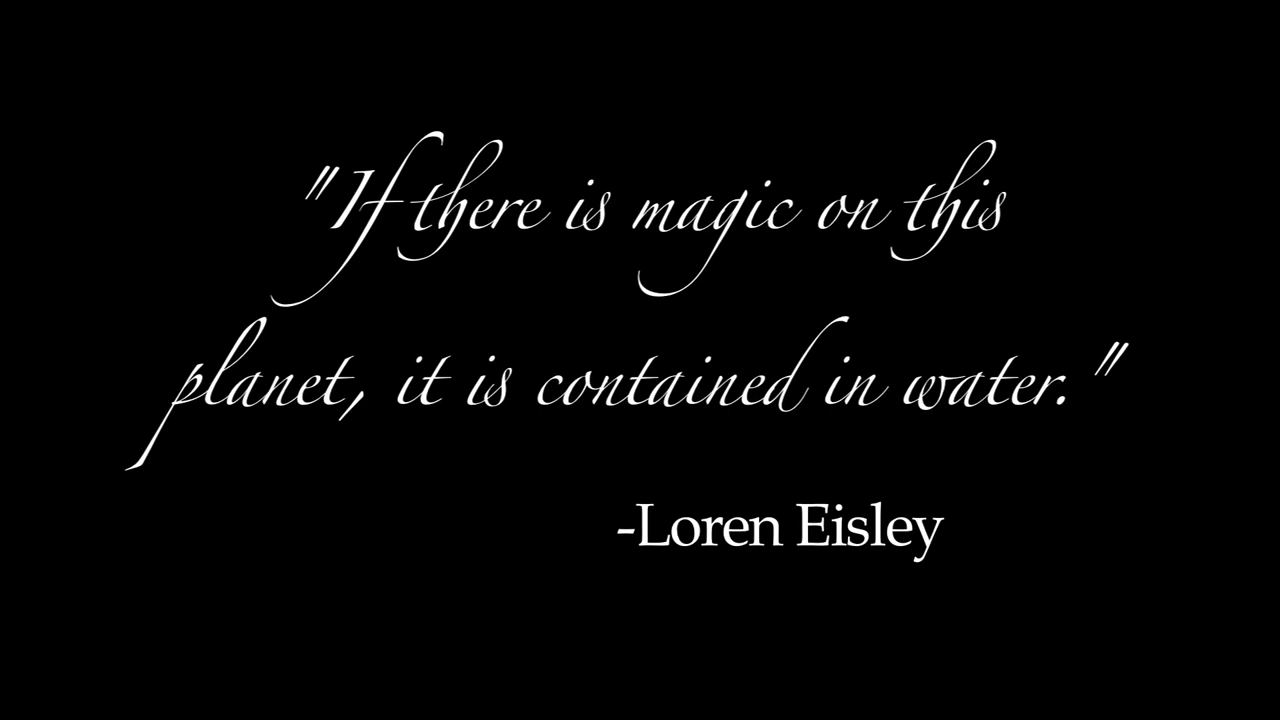 "If there is magic on this
planet, it is contained in water."
-Loren Eisley